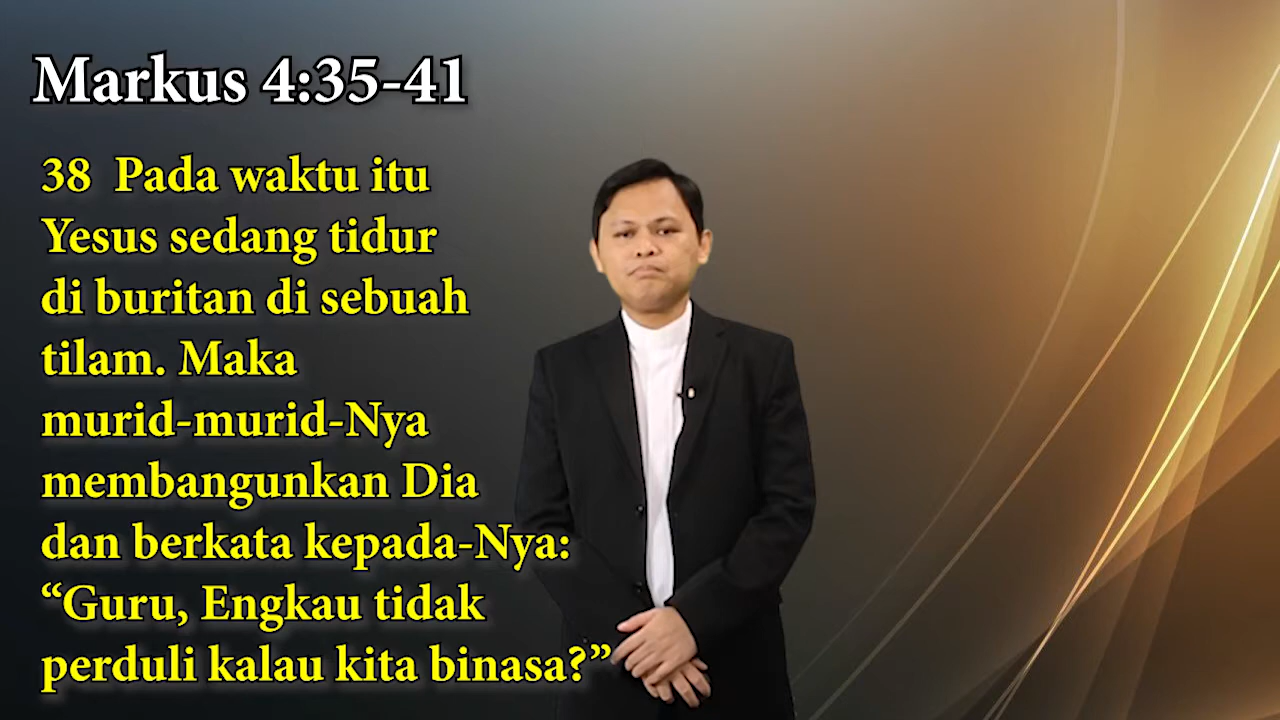 Markus 4:35-41
38 Pada waktu itu
Yesus sedang tidur
di buritan di sebuah
tilam. Maka
murid-murid-Nya
membangunkan Dia
dan berkata kepada-Nya:
“Guru, Engkau tidak
perduli kalau kita binasa?”